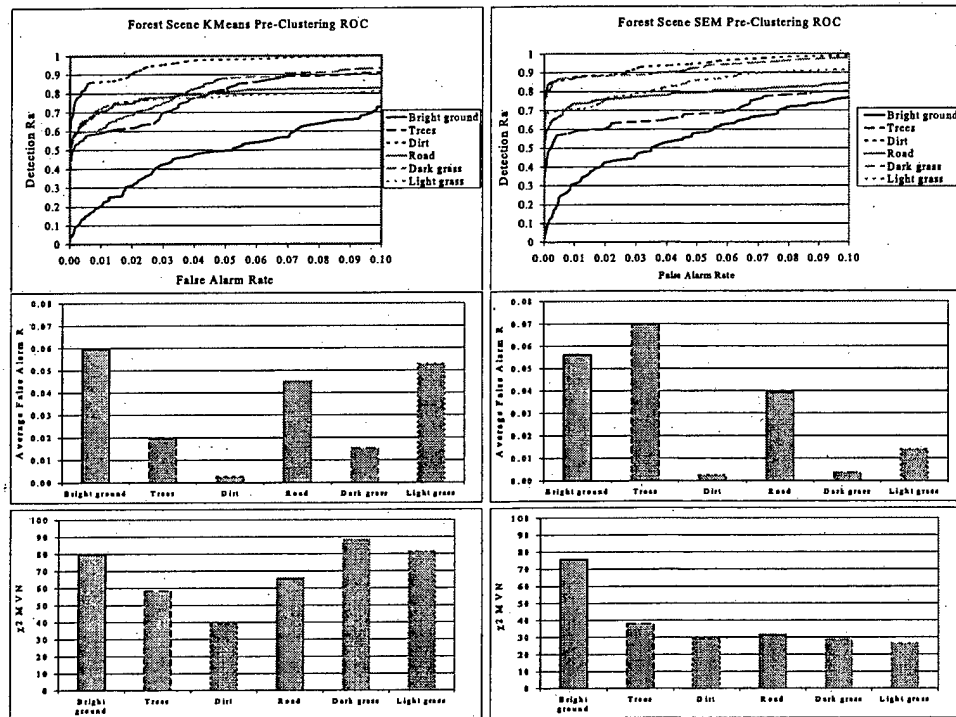 Forest Scene KMeans Pre-Clustering ROC
Detection Ra
1
0.9
0.8
0.7
0.6
0.5
0.4
0.3
0.2
0.1
0
0.00 0.01 0.02 0.03 0.04 0.05 0.06 0.07 0.08 0.09 0.10
False Alarm Rate
Bright ground
Trees
Dirt
Road
Dark grass
Light grass
Forest Scene SEM Pre-Clustering ROC
Detection Ra
1
0.9
0.8
0.7
0.6
0.5
0.4
0.3
0.2
0.1
0
0.00 0.01 0.02 0.03 0.04 0.05 0.06 0.07 0.08 0.09 0.10
False Alarm Rate
Bright ground
Trees
Dirt
Road
Dark grass
Light grass
Average False Alarm R
0.08
0.07
0.06
0.05
0.04
0.03
0.02
0.01
0.00
Bright ground Trees Dirt Road Dark grass Light grass
Average False Alarm R
0.08
0.07
0.06
0.05
0.04
0.03
0.02
0.01
0.00
Bright ground Trees Dirt Road Dark grass Light grass
χ2 MVN
100
90
80
70
60
50
40
30
20
10
0
Bright ground Trees Dirt Road Dark grass Light grass
χ2 MVN
100
90
80
70
60
50
40
30
20
10
0
Bright ground Trees Dirt Road Dark grass Light grass